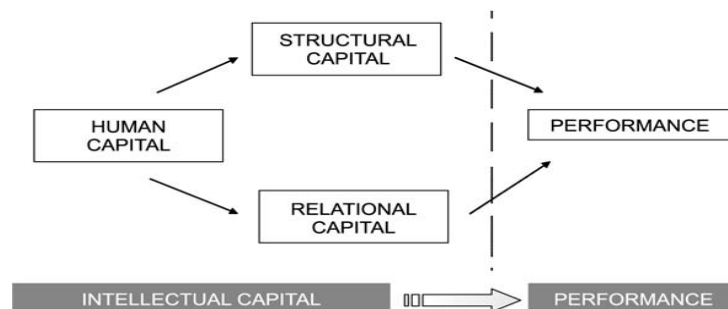 STRUCTURAL
CAPITAL
HUMAN
CAPITAL
PERFORMANCE
RELATIONAL
CAPITAL
INTELLECTUAL CAPITAL
PERFORMANCE